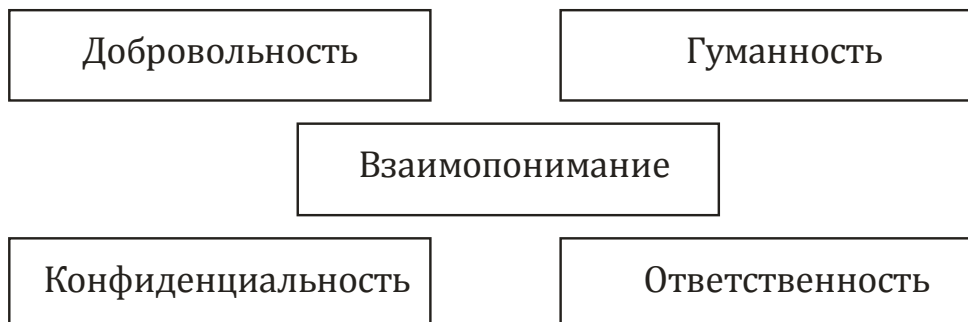 Добровольность
Гуманность
Взаимопонимание
Конфиденциальность
Ответственность